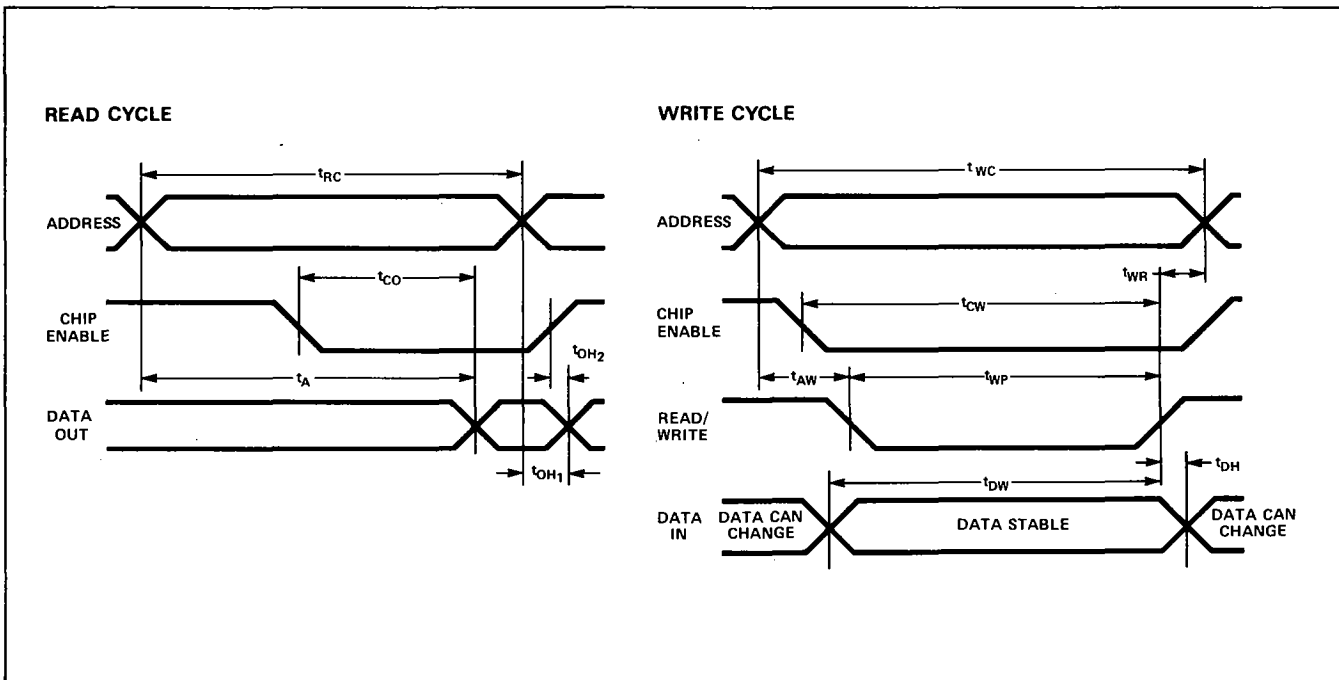 READ CYCLE
tRC
ADDRESS
tCO
CHIP
ENABLE
tOH2
tA
DATA
OUT
tOH1
WRITE CYCLE
tWC
ADDRESS
tWR
tCW
CHIP
ENABLE
tAW
tWP
READ/
WRITE
tDH
tDW
DATA
IN
DATA CAN
CHANGE
DATA STABLE
DATA CAN
CHANGE